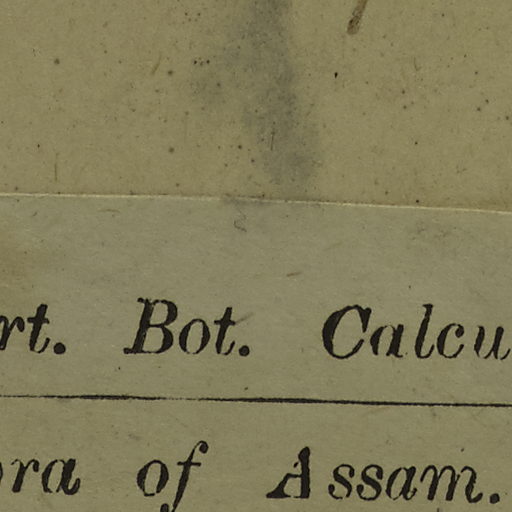 rt. Bot. Calcu
ora of Assam.